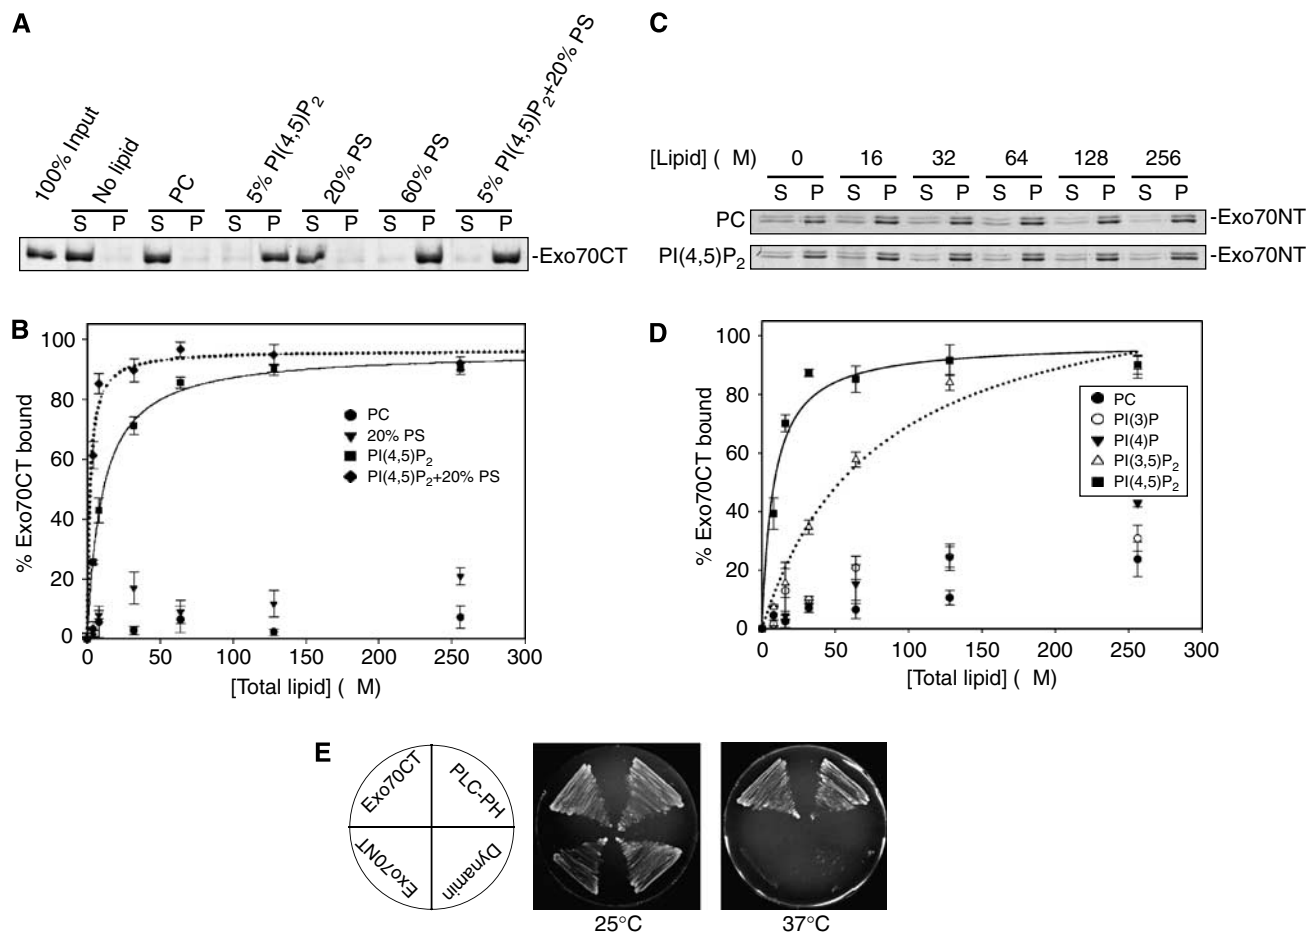 A
100% Input
No lipid
PC
5% PI(4,5)P2
20% PS
60% PS
5% PI(4,5)P2+20% PS
S P S P S P S P S P S P
-Exo70CT
B
% Exo70CT bound
100
80
60
40
20
0
0 50 100 150 200 250 300
[Total lipid] ( M)
PC
20% PS
PI(4,5)P2
PI(4,5)P2+20% PS
C
[Lipid] ( M) 0 16 32 64 128 256
S P S P S P S P S P S P
PC -Exo70NT
PI(4,5)P2 -Exo70NT
D
% Exo70CT bound
100
80
60
40
20
0
0 50 100 150 200 250 300
[Total lipid] ( M)
PC
PI(3)P
PI(4)P
PI(3,5)P2
PI(4,5)P2
E
Exo70CT
PLC-PH
Exo70NT
Dynamin
25°C
37°C